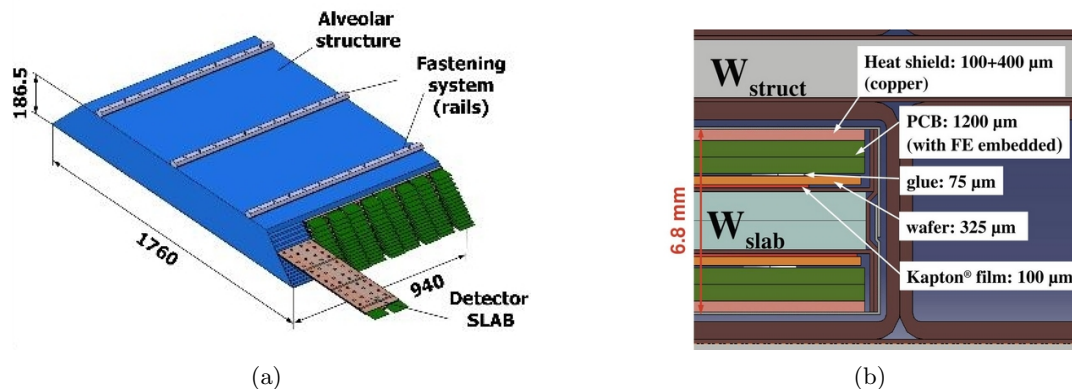 Alveolar
structure
Fastening
system
(rails)
186.5
1760
940
Detector
SLAB
(a)
W struct
Heat shield: 100+400 µm
(copper)
PCB: 1200 µm
(with FE embedded)
glue: 75 µm
wafer: 325 µm
W slab
6.8 mm
Kapton® film: 100 µm
(b)